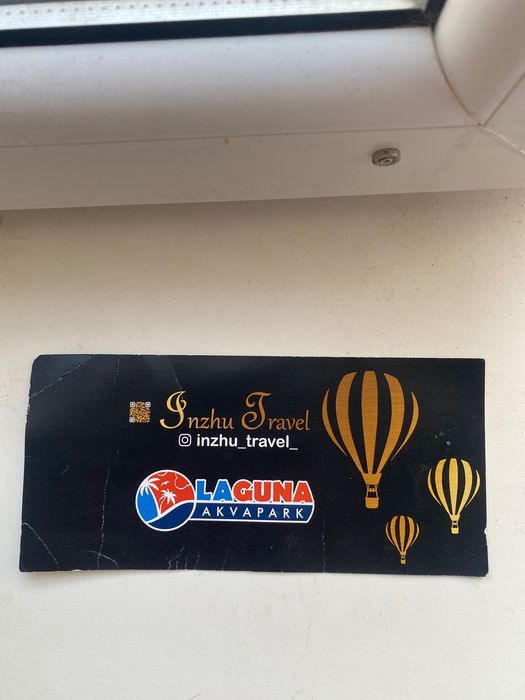 Inzhu Travel
inzhu_travel_
LAGUNA
AKVAPARK